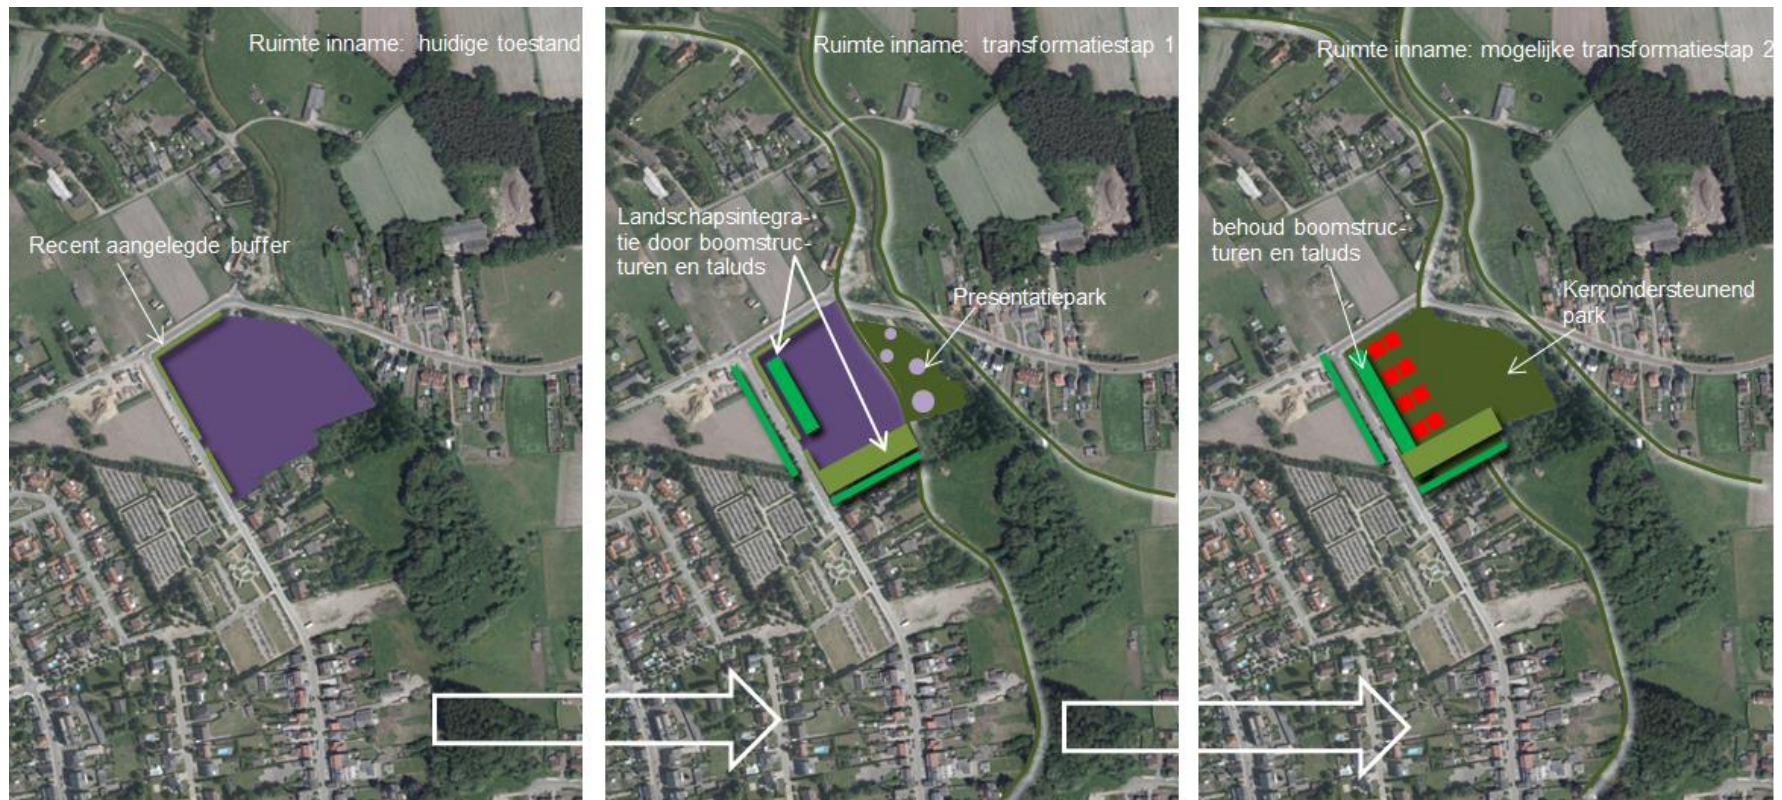 Ruimte inname: huidige toestand
Recent aangelegde buffer
Ruimte inname: transformatiestap 1
Landschapsintegra-
tie door boomstruc-
turen en taluds
Presentatiepark
Ruimte inname: mogelijke transformatiestap 2
behoud boomstruc-
turen en taluds
Kernondersteunend
park